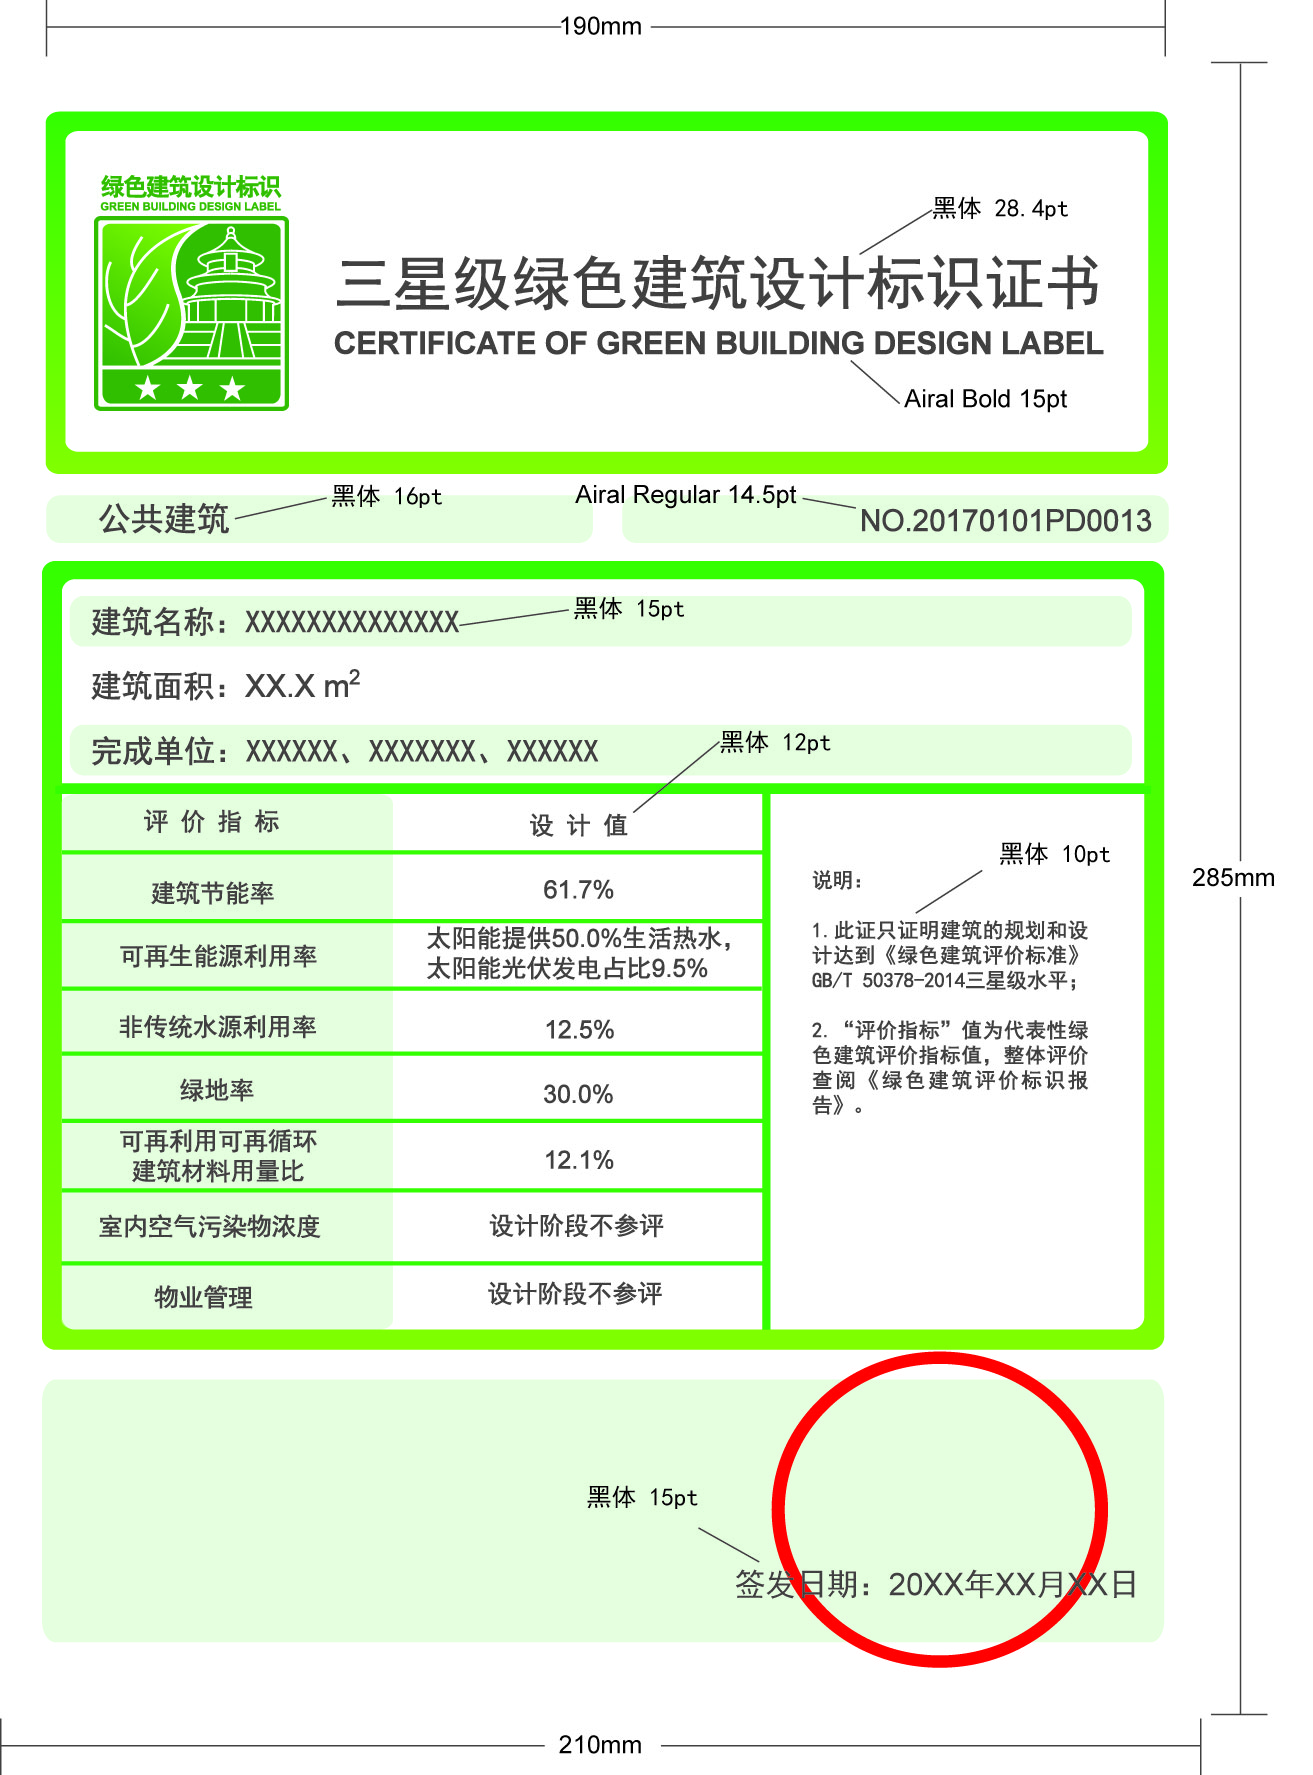 190mm
绿色建筑设计标识
GREEN BUILDING DESIGN LABEL
黑体 28.4pt
三星级绿色建筑设计标识证书
CERTIFICATE OF GREEN BUILDING DESIGN LABEL
Airal Bold 15pt
黑体 16pt
Airal Regular 14.5pt
公共建筑
NO.20170101PD0013
建筑名称：XXXXXXXXXXXXXX
黑体 15pt
建筑面积：XX.X m²
完成单位：XXXXXX、XXXXXXX、XXXXXX
黑体 12pt
评 价 指 标
设 计 值
建筑节能率
61.7%
可再生能源利用率
太阳能提供50.0%生活热水，
太阳能光伏发电占比9.5%
非传统水源利用率
12.5%
绿地率
30.0%
可再利用可再循环
建筑材料用量比
12.1%
室内空气污染物浓度
设计阶段不参评
物业管理
设计阶段不参评
黑体 10pt
说明：
1.此证只证明建筑的规划和设
计达到《绿色建筑评价标准》
GB/T 50378-2014三星级水平；
2.“评价指标”值为代表性绿
色建筑评价指标值，整体评价
查阅《绿色建筑评价标识报
告》。
285mm
黑体 15pt
签发日期：20XX年XX月XX日
210mm